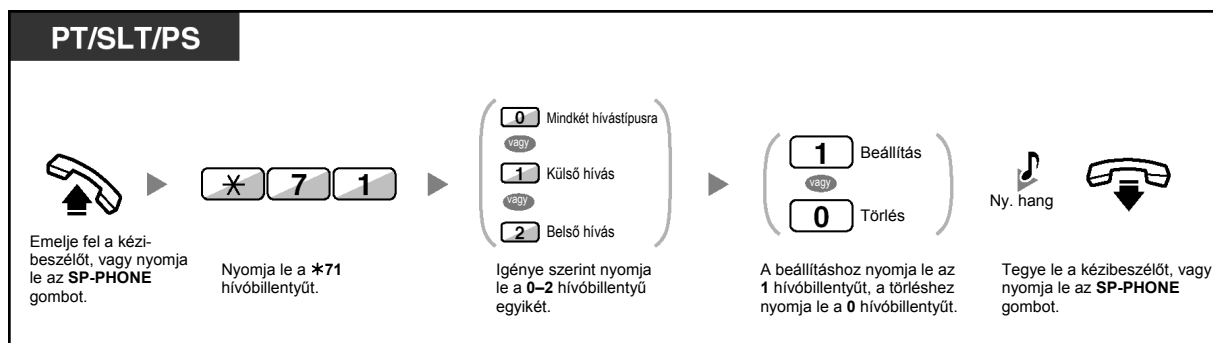 PT/SLT/PS
0 Mindkét hívástípusra
vagy
1 Külső hívás
vagy
2 Belső hívás
1 Beállítás
vagy
0 Törlés
✳ 7 1
Ny. hang
Emelje fel a kézi-
beszélőt, vagy nyomja
le az SP-PHONE
gombot.
Nyomja le a ✳71
hívóbillentyűt.
Igénye szerint nyomja
le a 0–2 hívóbillentyű
egyikét.
A beállításhoz nyomja le az
1 hívóbillentyűt, a törléshez
nyomja le a 0 hívóbillentyűt.
Tegye le a kézibeszélőt, vagy
nyomja le az SP-PHONE
gombot.